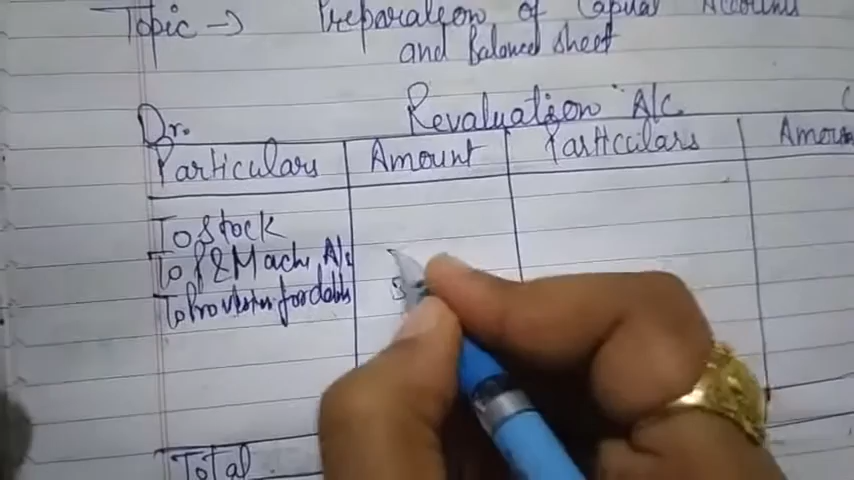 Topic → Preparation of Capital Accounts
and Balance Sheet
Dr. Revaluation A/c. C
Particulars Amount Particulars Amoun
To Stock
To P & Mach. A/c
To Provision for debts
Total